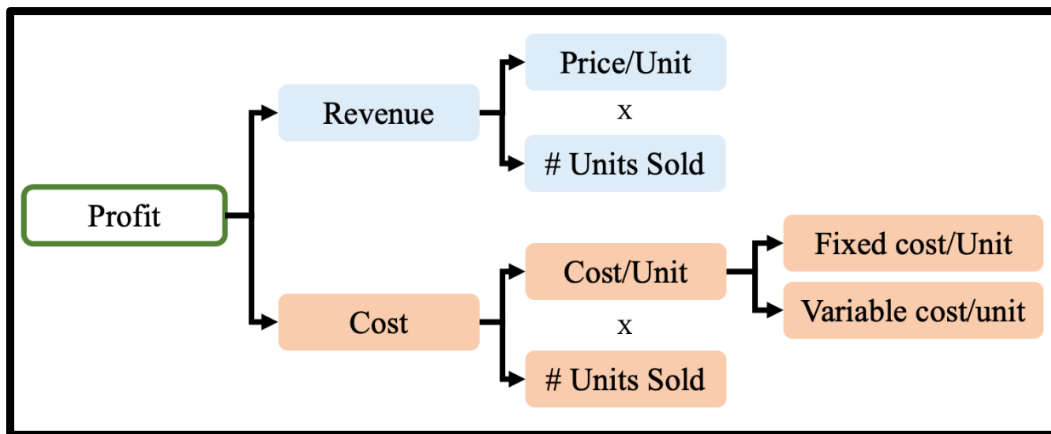 Price/Unit
Revenue
x
# Units Sold
Profit
Fixed cost/Unit
Cost/Unit
Variable cost/unit
Cost
x
# Units Sold